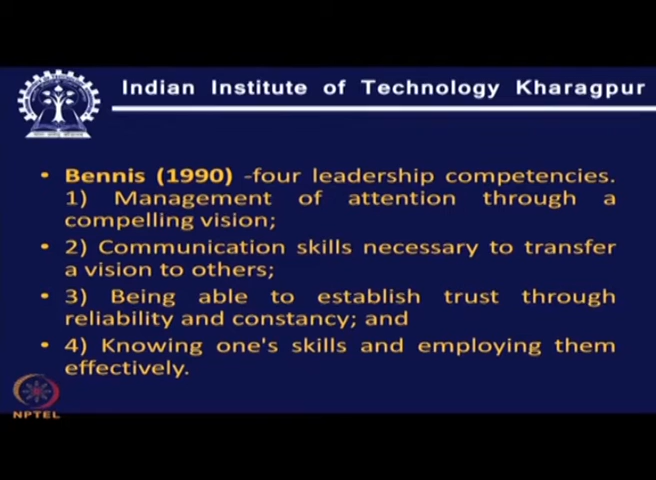 Indian Institute of Technology Kharagpur
• Bennis (1990) -four leadership competencies.
1) Management of attention through a
compelling vision;
• 2) Communication skills necessary to transfer
a vision to others;
• 3) Being able to establish trust through
reliability and constancy; and
• 4) Knowing one's skills and employing them
effectively.
NPTEL